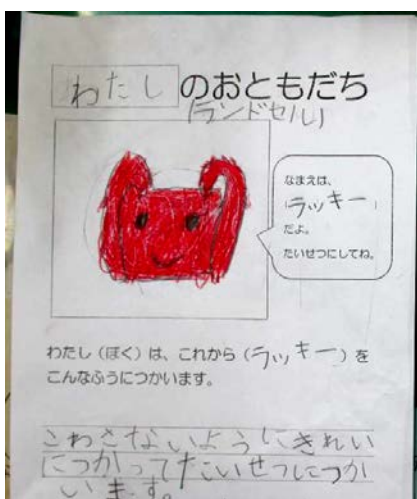 わたしのおともだち
(ランドセル)
なまえは、
(ラッキー)
だよ。
たいせつにしてね。
わたし（ぼく）は、これから（ラッキー）を
こんなふうにつかいます。
こわさないようにきれい
につかってたいせつにつか
います。